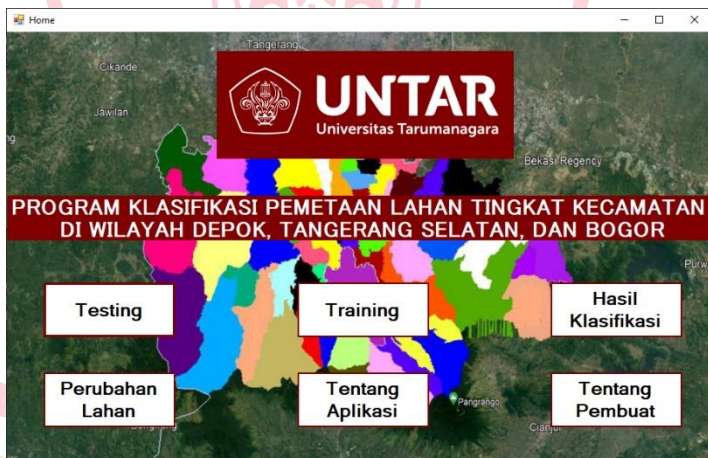 Home
Tangerang
Cikande
UNTAR
Universitas Tarumanagara
Jawilan
Bekasi Regency
PROGRAM KLASIFIKASI PEMETAAN LAHAN TINGKAT KECAMATAN
DI WILAYAH DEPOK, TANGERANG SELATAN, DAN BOGOR
Testing
Training
Hasil
Klasifikasi
Perubahan
Lahan
Tentang
Aplikasi
Tentang
Pembuat
Pangrango
Cianjur